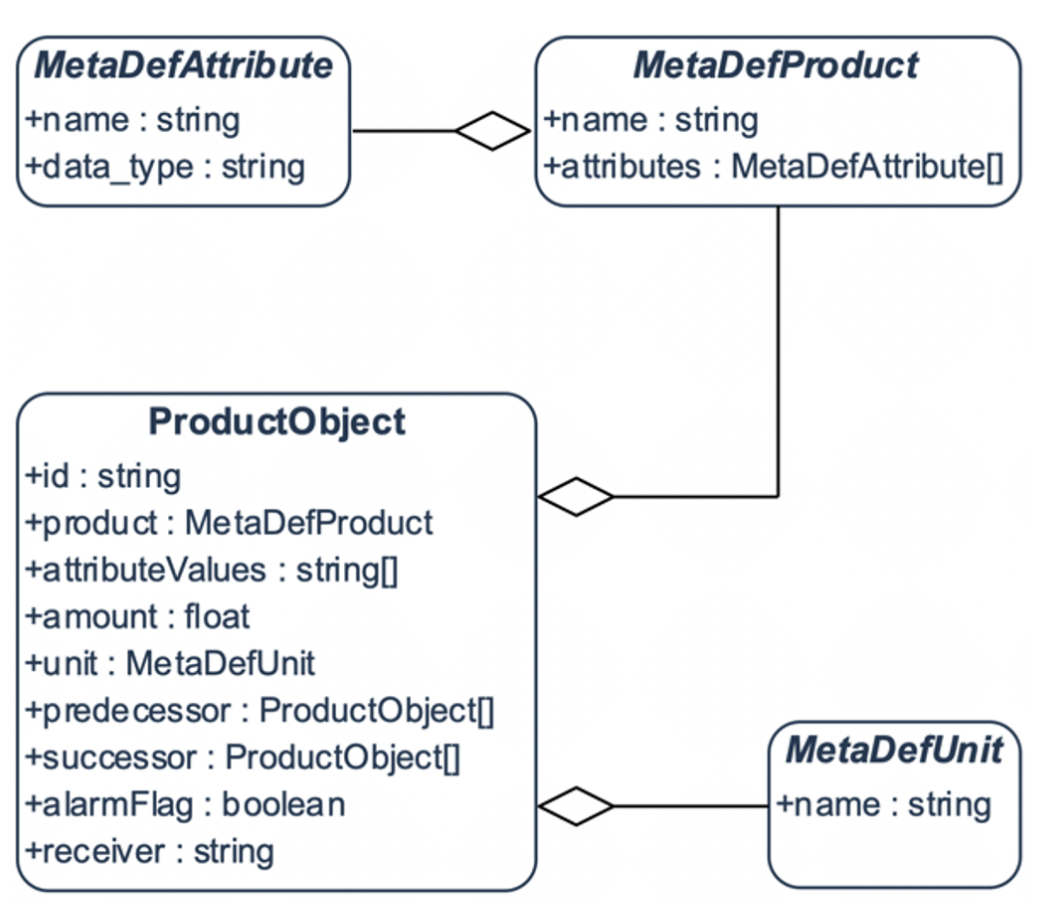 MetaDefAttribute
+name : string
+data_type : string
MetaDefProduct
+name : string
+attributes : MetaDefAttribute[]
ProductObject
+id : string
+product : MetaDefProduct
+attributeValues : string[]
+amount : float
+unit : MetaDefUnit
+predecessor : ProductObject[]
+successor : ProductObject[]
+alarmFlag : boolean
+receiver : string
MetaDefUnit
+name : string